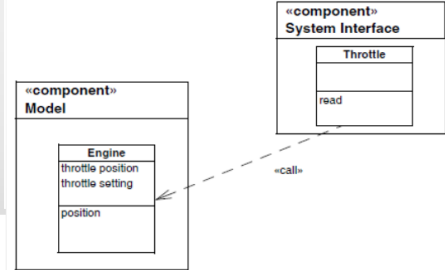 «component»
System Interface
Throttle
read
«component»
Model
Engine
throttle position
throttle setting
position
«call»